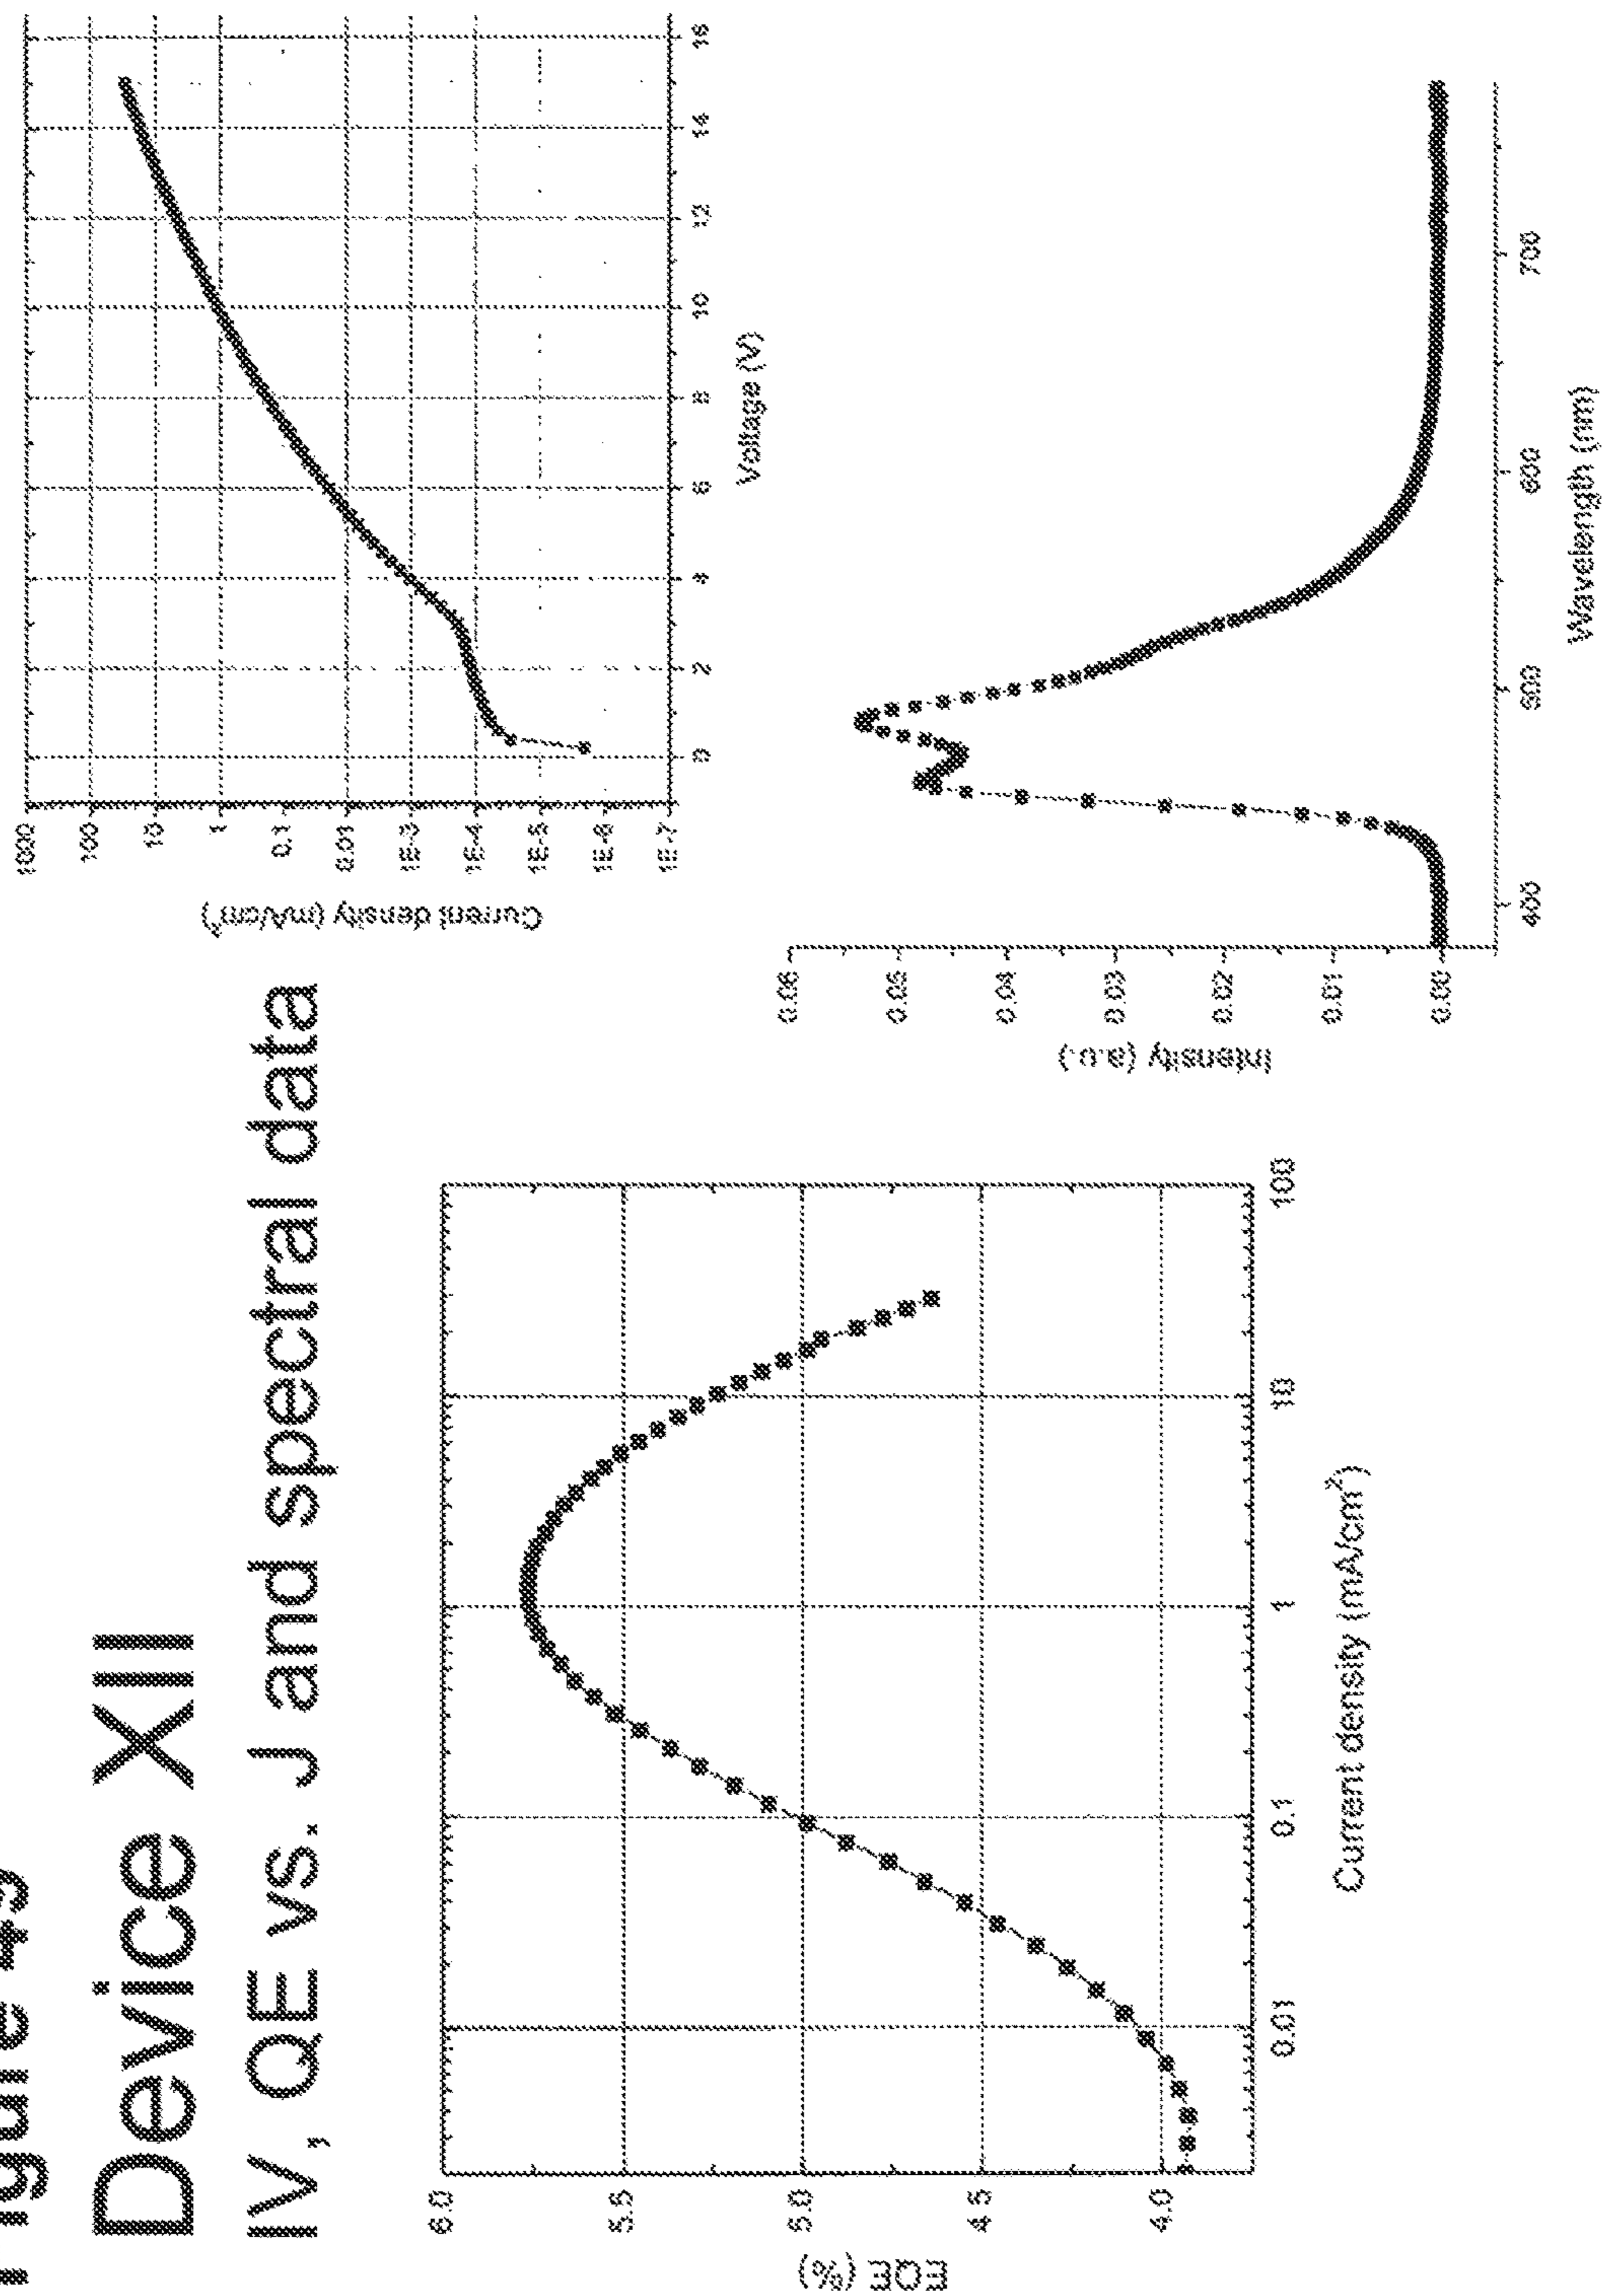 Figure 49
Device XIII
IV, QE vs. J and spectral data
EQE (%)
6.0
5.5
5.0
4.5
4.0
0.01
0.1
1
10
100
Current density (mA/cm²)
Current density (mA/cm²)
1000
100
10
1
0.1
0.01
1E-3
1E-4
1E-5
1E-6
1E-7
0
2
4
6
8
10
12
14
16
Voltage (V)
Intensity (a.u.)
0.06
0.05
0.04
0.03
0.02
0.01
0.00
400
500
600
700
Wavelength (nm)